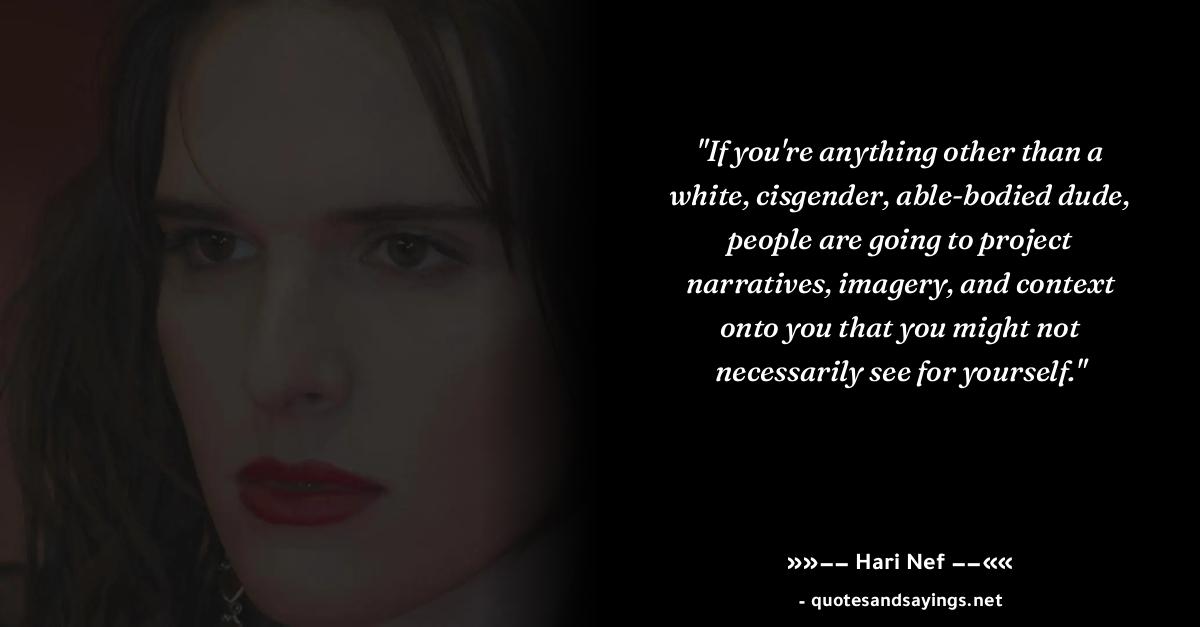 "If you're anything other than a
white, cisgender, able-bodied dude,
people are going to project
narratives, imagery, and context
onto you that you might not
necessarily see for yourself."
»»−− Hari Nef −−««
- quotesandsayings.net